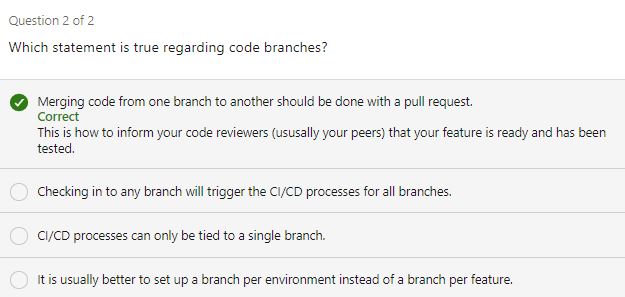 Question 2 of 2
Which statement is true regarding code branches?
Merging code from one branch to another should be done with a pull request.
Correct
This is how to inform your code reviewers (ususally your peers) that your feature is ready and has been
tested.
Checking in to any branch will trigger the CI/CD processes for all branches.
CI/CD processes can only be tied to a single branch.
It is usually better to set up a branch per environment instead of a branch per feature.